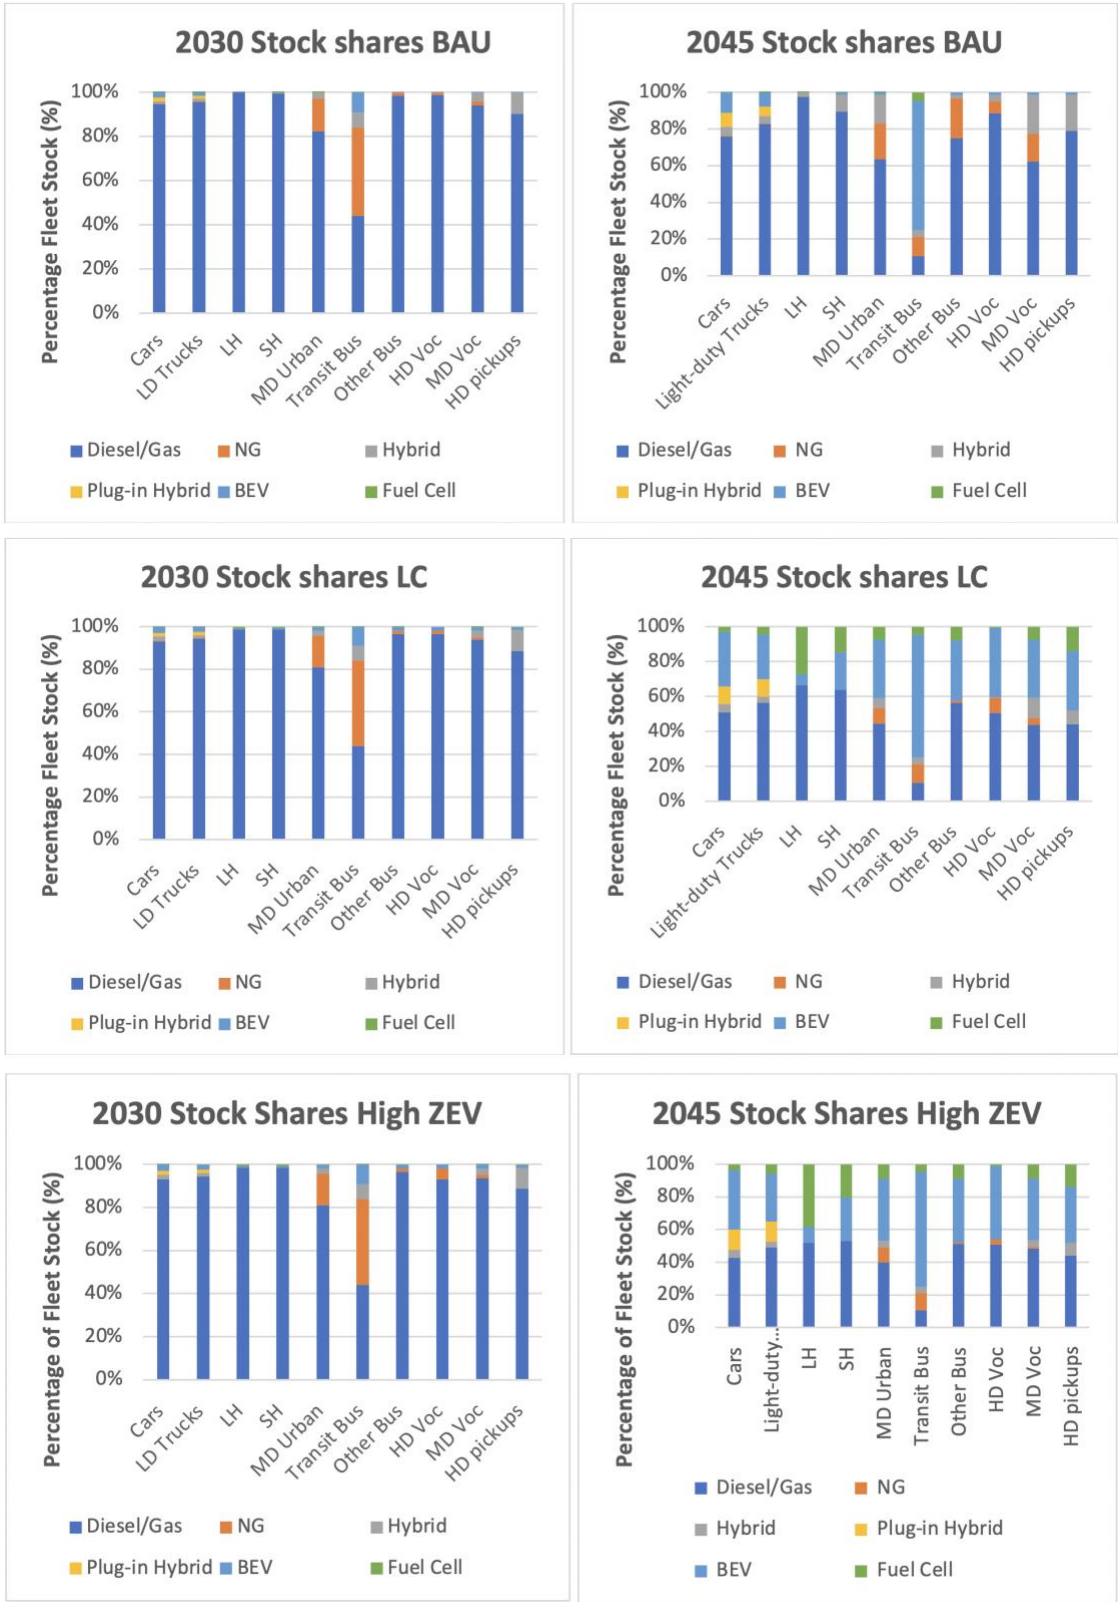 2030 Stock shares BAU
Percentage Fleet Stock (%)
100%
80%
60%
40%
20%
0%
Cars
LD Trucks
LH
SH
MD Urban
Transit Bus
Other Bus
HD Voc
MD Voc
HD pickups
Diesel/Gas NG Hybrid
Plug-in Hybrid BEV Fuel Cell
2045 Stock shares BAU
Percentage Fleet Stock (%)
100%
80%
60%
40%
20%
0%
Cars
Light-duty Trucks
LH
SH
MD Urban
Transit Bus
Other Bus
HD Voc
MD Voc
HD pickups
Diesel/Gas NG Hybrid
Plug-in Hybrid BEV Fuel Cell
2030 Stock shares LC
Percentage Fleet Stock (%)
100%
80%
60%
40%
20%
0%
Cars
LD Trucks
LH
SH
MD Urban
Transit Bus
Other Bus
HD Voc
MD Voc
HD pickups
Diesel/Gas NG Hybrid
Plug-in Hybrid BEV Fuel Cell
2045 Stock shares LC
Percentage Fleet Stock (%)
100%
80%
60%
40%
20%
0%
Cars
Light-duty Trucks
LH
SH
MD Urban
Transit Bus
Other Bus
HD Voc
MD Voc
HD pickups
Diesel/Gas NG Hybrid
Plug-in Hybrid BEV Fuel Cell
2030 Stock Shares High ZEV
Percentage of Fleet Stock (%)
100%
80%
60%
40%
20%
0%
Cars
LD Trucks
LH
SH
MD Urban
Transit Bus
Other Bus
HD Voc
MD Voc
HD pickups
Diesel/Gas NG Hybrid
Plug-in Hybrid BEV Fuel Cell
2045 Stock Shares High ZEV
Percentage of Fleet Stock (%)
100%
80%
60%
40%
20%
0%
Cars
Light-duty...
LH
SH
MD Urban
Transit Bus
Other Bus
HD Voc
MD Voc
HD pickups
Diesel/Gas NG
Hybrid Plug-in Hybrid
BEV Fuel Cell